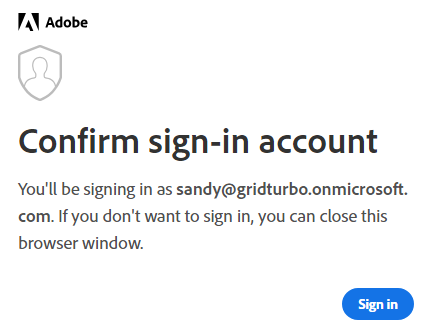 Adobe
Confirm sign-in account
You'll be signing in as sandy@gridturbo.onmicrosoft.
com. If you don't want to sign in, you can close this
browser window.
Sign in